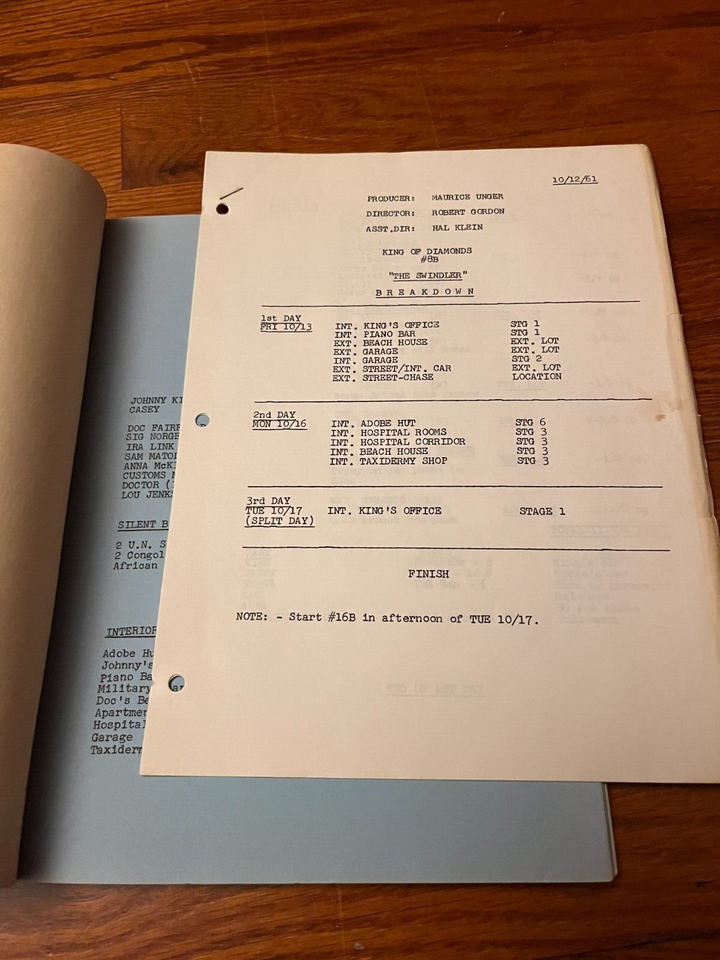 10/12/61
PRODUCER: MAURICE UNGER
DIRECTOR: ROBERT GORDON
ASST.DIR: HAL KLEIN
KING OF DIAMONDS
#8B
"THE SWINDLER"
BREAKDOWN
1st DAY
FRI 10/13 INT. KING'S OFFICE STG 1
INT. PIANO BAR STG 1
EXT. BEACH HOUSE EXT. LOT
EXT. GARAGE EXT. LOT
INT. GARAGE STG 2
EXT. STREET/INT. CAR EXT. LOT
EXT. STREET-CHASE LOCATION
2nd DAY
MON 10/16 INT. ADOBE HUT STG 6
INT. HOSPITAL ROOMS STG 3
INT. HOSPITAL CORRIDOR STG 3
INT. BEACH HOUSE STG 3
INT. TAXIDERMY SHOP STG 3
3rd DAY
TUE 10/17 INT. KING'S OFFICE STAGE 1
(SPLIT DAY)
FINISH
NOTE: - Start #16B in afternoon of TUE 10/17.
JOHNNY KI
CASEY
DOC FAIR
SIG NORGE
IRA LINK
SAM MATO
ANNA McK
CUSTOMS
DOCTOR (
LOU JENK
SILENT B
2 U.N. S
2 Congol
African
INTERIOR
Adobe Hu
Johnny's
Piano Ba
Military
Doc's Be
Apartmen
Hospital
Garage
Taxider